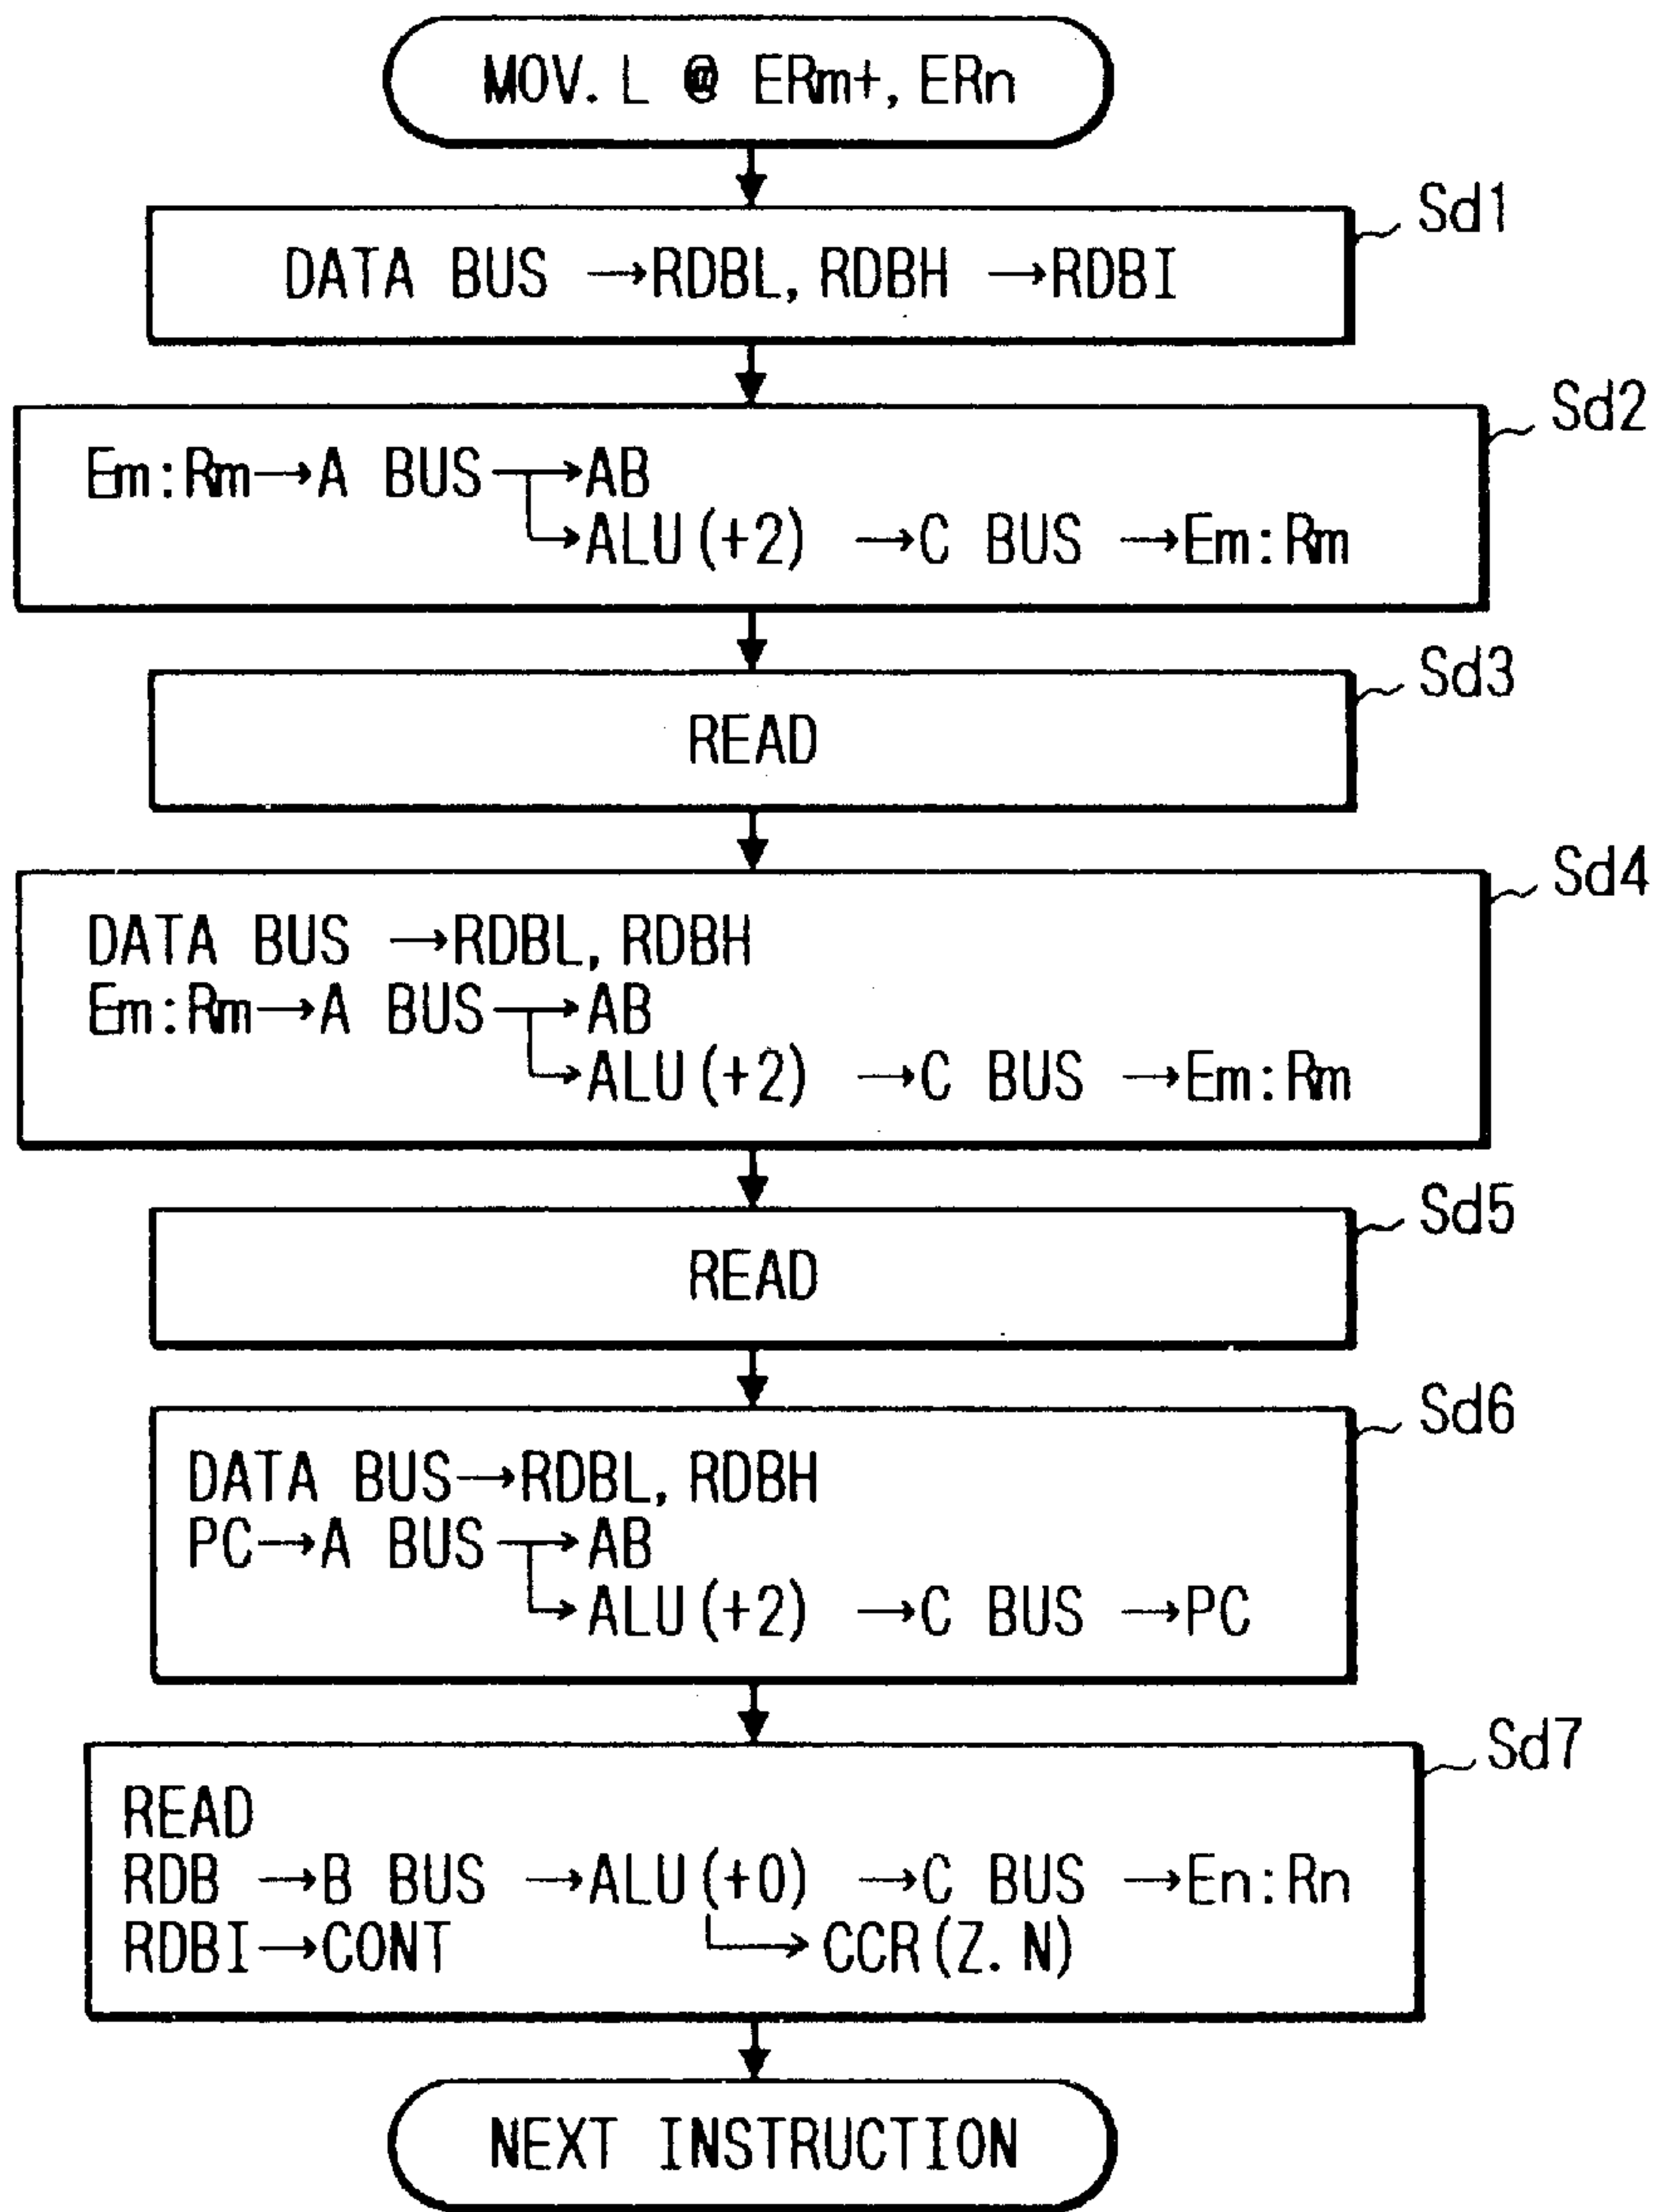 MOV.L @ ERm+, ERn
Sd1
DATA BUS →RDBL, RDBH →RDBI
Sd2
Em:Rm→A BUS→AB
→ALU(+2) →C BUS →Em:Rm
Sd3
READ
Sd4
DATA BUS →RDBL, RDBH
Em:Rm→A BUS→AB
→ALU(+2) →C BUS →Em:Rm
Sd5
READ
Sd6
DATA BUS→RDBL, RDBH
PC→A BUS→AB
→ALU(+2) →C BUS →PC
Sd7
READ
RDB →B BUS →ALU(+0) →C BUS →En:Rn
RDBI→CONT →CCR(Z.N)
NEXT INSTRUCTION